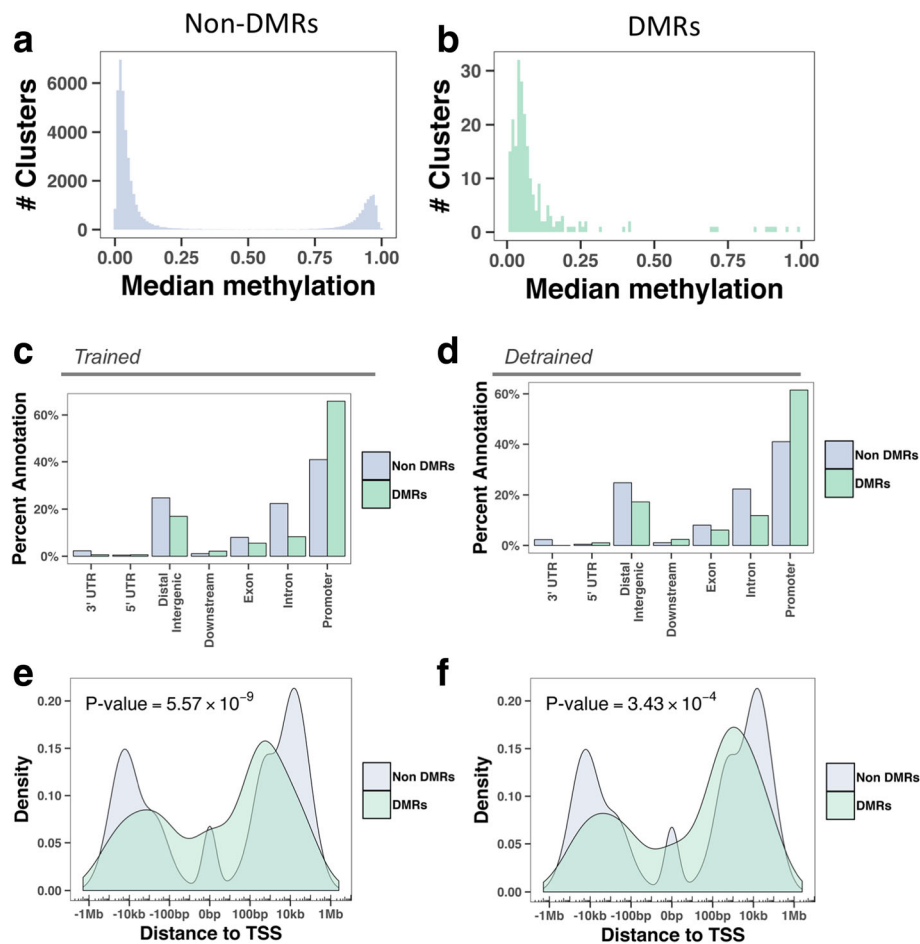 Non-DMRs
DMRs
a
b
# Clusters
6000
4000
2000
0
0.00 0.25 0.50 0.75 1.00
Median methylation
# Clusters
30
20
10
0
0.00 0.25 0.50 0.75 1.00
Median methylation
c
Trained
Percent Annotation
60%
40%
20%
0%
3' UTR
5' UTR
Distal
Intergenic
Downstream
Exon
Intron
Promoter
Non DMRs
DMRs
d
Detrained
Percent Annotation
60%
40%
20%
0%
3' UTR
5' UTR
Distal
Intergenic
Downstream
Exon
Intron
Promoter
Non DMRs
DMRs
e
P-value = 5.57 × 10⁻⁹
Density
0.20
0.15
0.10
0.05
0.00
-1Mb -10kb -100bp 0bp 100bp 10kb 1Mb
Distance to TSS
Non DMRs
DMRs
f
P-value = 3.43 × 10⁻⁴
Density
0.20
0.15
0.10
0.05
0.00
-1Mb -10kb -100bp 0bp 100bp 10kb 1Mb
Distance to TSS
Non DMRs
DMRs